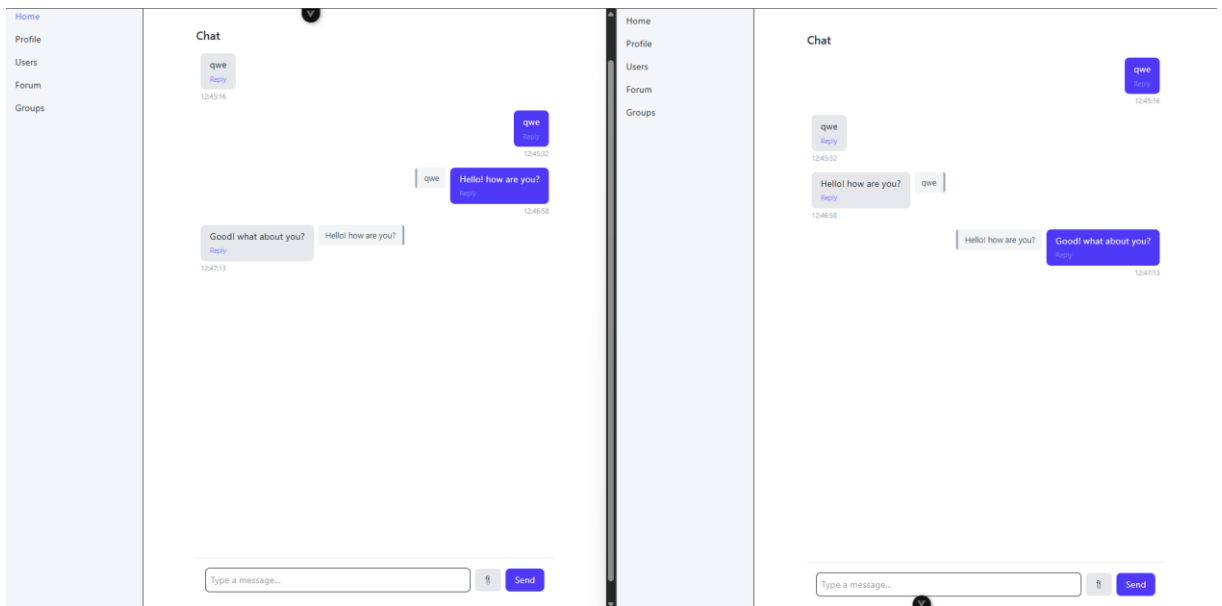 Home
Profile
Users
Forum
Groups
Chat
qwe
Reply
12:45:16
qwe
Reply
12:45:32
qwe
Hello! how are you?
Reply
12:46:58
Good! what about you?
Reply
Hello! how are you?
12:47:13
Type a message...
Send
Home
Profile
Users
Forum
Groups
Chat
qwe
Reply
12:45:16
qwe
Reply
12:45:32
Hello! how are you?
Reply
qwe
12:46:58
Hello! how are you?
Good! what about you?
Reply
12:47:13
Type a message...
Send